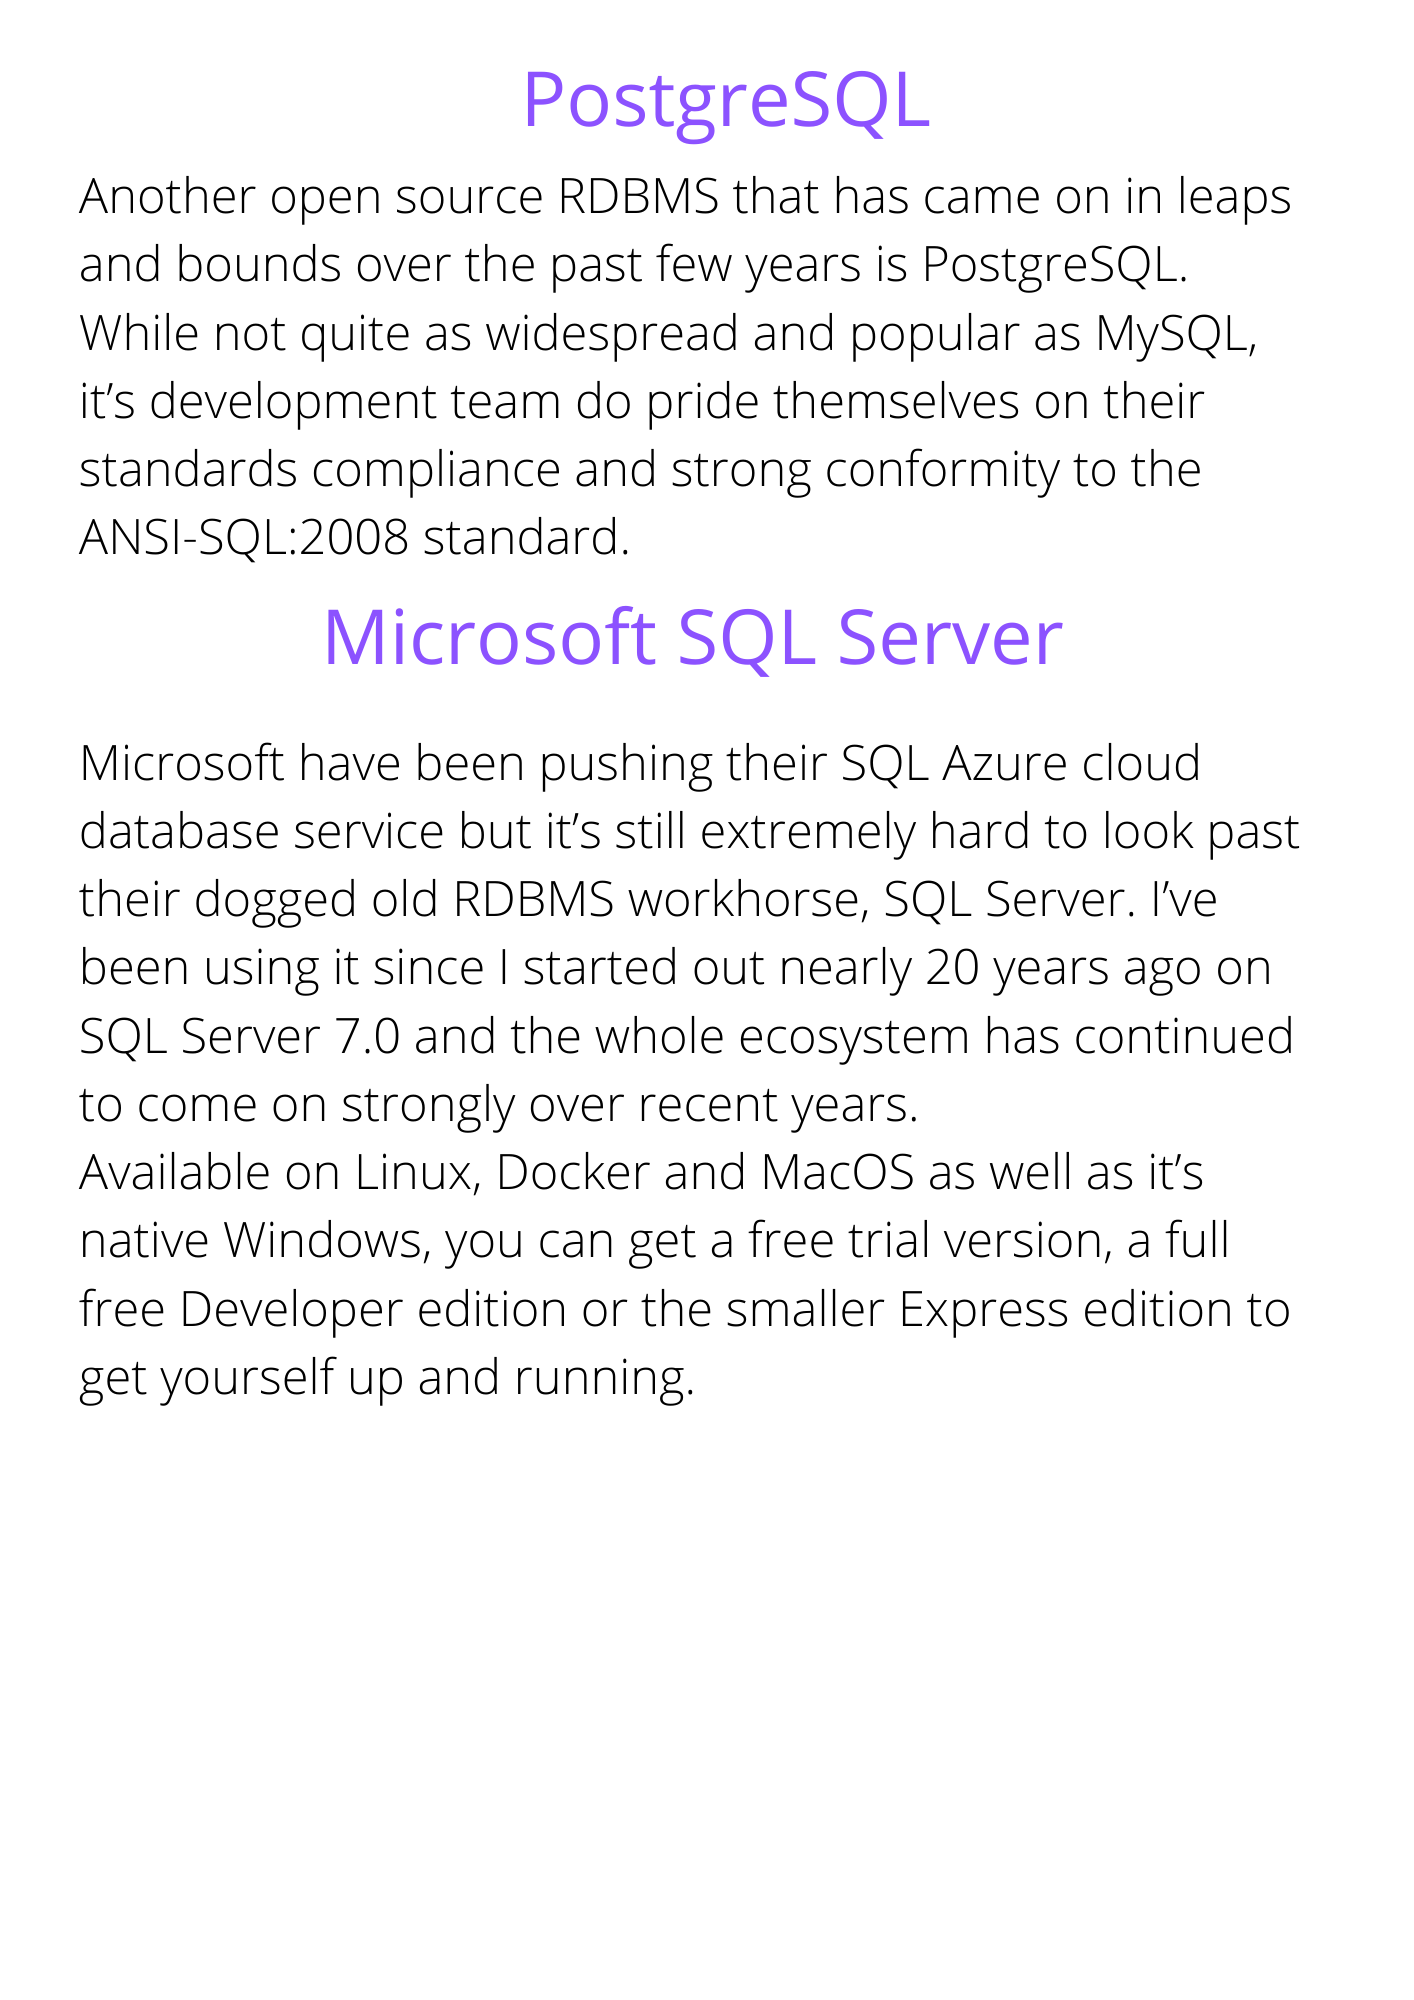 PostgreSQL
Another open source RDBMS that has came on in leaps
and bounds over the past few years is PostgreSQL.
While not quite as widespread and popular as MySQL,
it’s development team do pride themselves on their
standards compliance and strong conformity to the
ANSI-SQL:2008 standard.
Microsoft SQL Server
Microsoft have been pushing their SQL Azure cloud
database service but it’s still extremely hard to look past
their dogged old RDBMS workhorse, SQL Server. I’ve
been using it since I started out nearly 20 years ago on
SQL Server 7.0 and the whole ecosystem has continued
to come on strongly over recent years.
Available on Linux, Docker and MacOS as well as it’s
native Windows, you can get a free trial version, a full
free Developer edition or the smaller Express edition to
get yourself up and running.